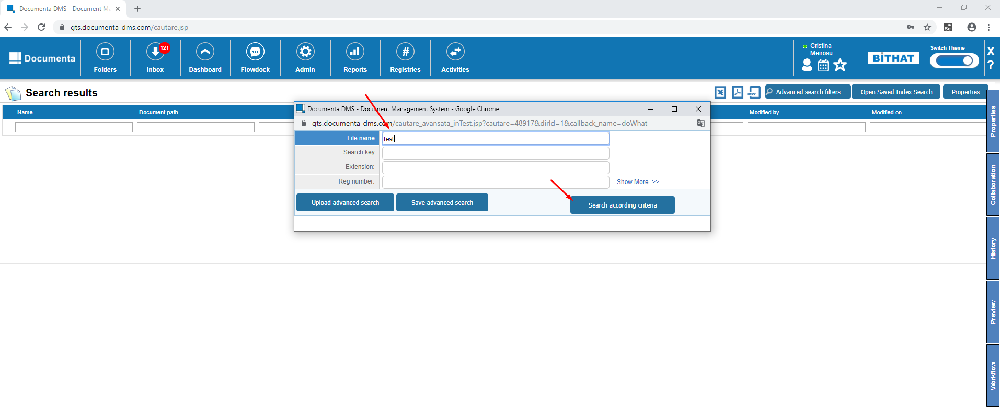 Documenta DMS - Document Ma
gts.documenta-dms.com/cautare.jsp
Se
Documenta
Folders
121
Inbox
Dashboard
Flowdock
Admin
Reports
#
Registries
Activities
Cristina
Meirosu
BiTHAT
Switch Theme
X
?
Search results
CSV
Advanced search filters
Open Saved Index Search
Properties
Name
Document path
Modified by
Modified on
Documenta DMS - Document Management System - Google Chrome
gts.documenta-dms.com/cautare_avansata_inTest.jsp?cautare=48917&dirId=1&callback_name=doWhat
File name:
test
Search key:
Extension:
Reg number:
Show More >>
Upload advanced search
Save advanced search
Search according criteria
Properties
Collaboration
History
Preview
Workflow